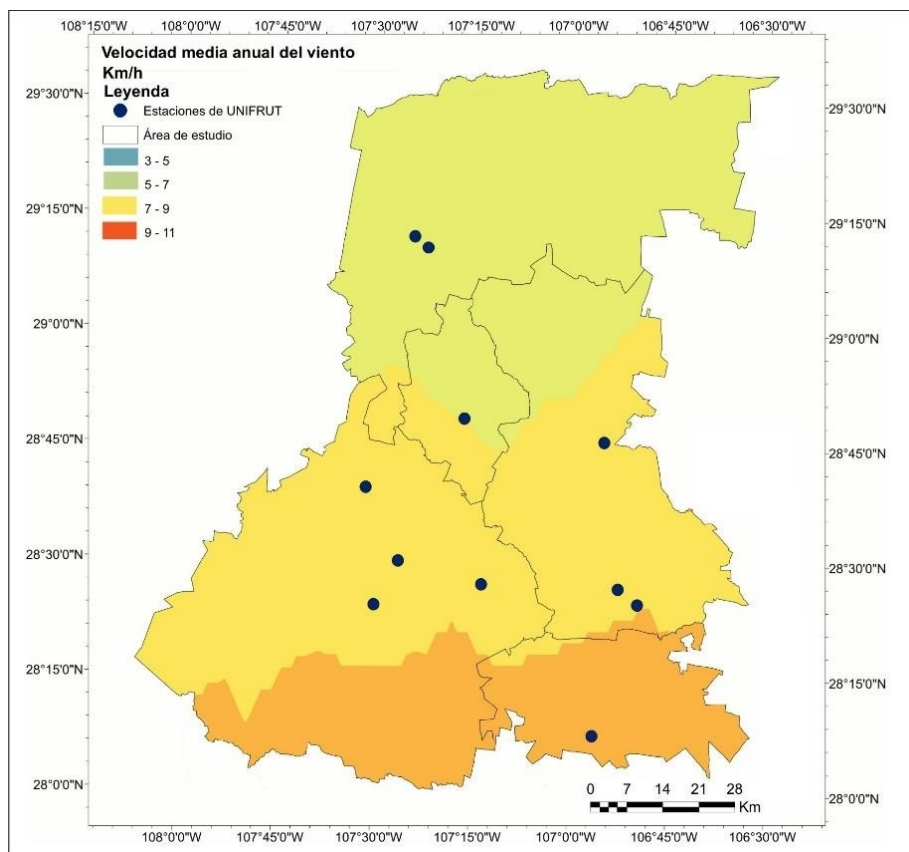 108°15'0"W 108°0'0"W 107°45'0"W 107°30'0"W 107°15'0"W 107°0'0"W 106°45'0"W 106°30'0"W
Velocidad media anual del viento
Km/h
Leyenda
Estaciones de UNIFRUT
Área de estudio
3 - 5
5 - 7
7 - 9
9 - 11
29°30'0"N 29°30'0"N
29°15'0"N 29°15'0"N
29°0'0"N 29°0'0"N
28°45'0"N 28°45'0"N
28°30'0"N 28°30'0"N
28°15'0"N 28°15'0"N
28°0'0"N 28°0'0"N
0 7 14 21 28
Km
108°0'0"W 107°45'0"W 107°30'0"W 107°15'0"W 107°0'0"W 106°45'0"W 106°30'0"W